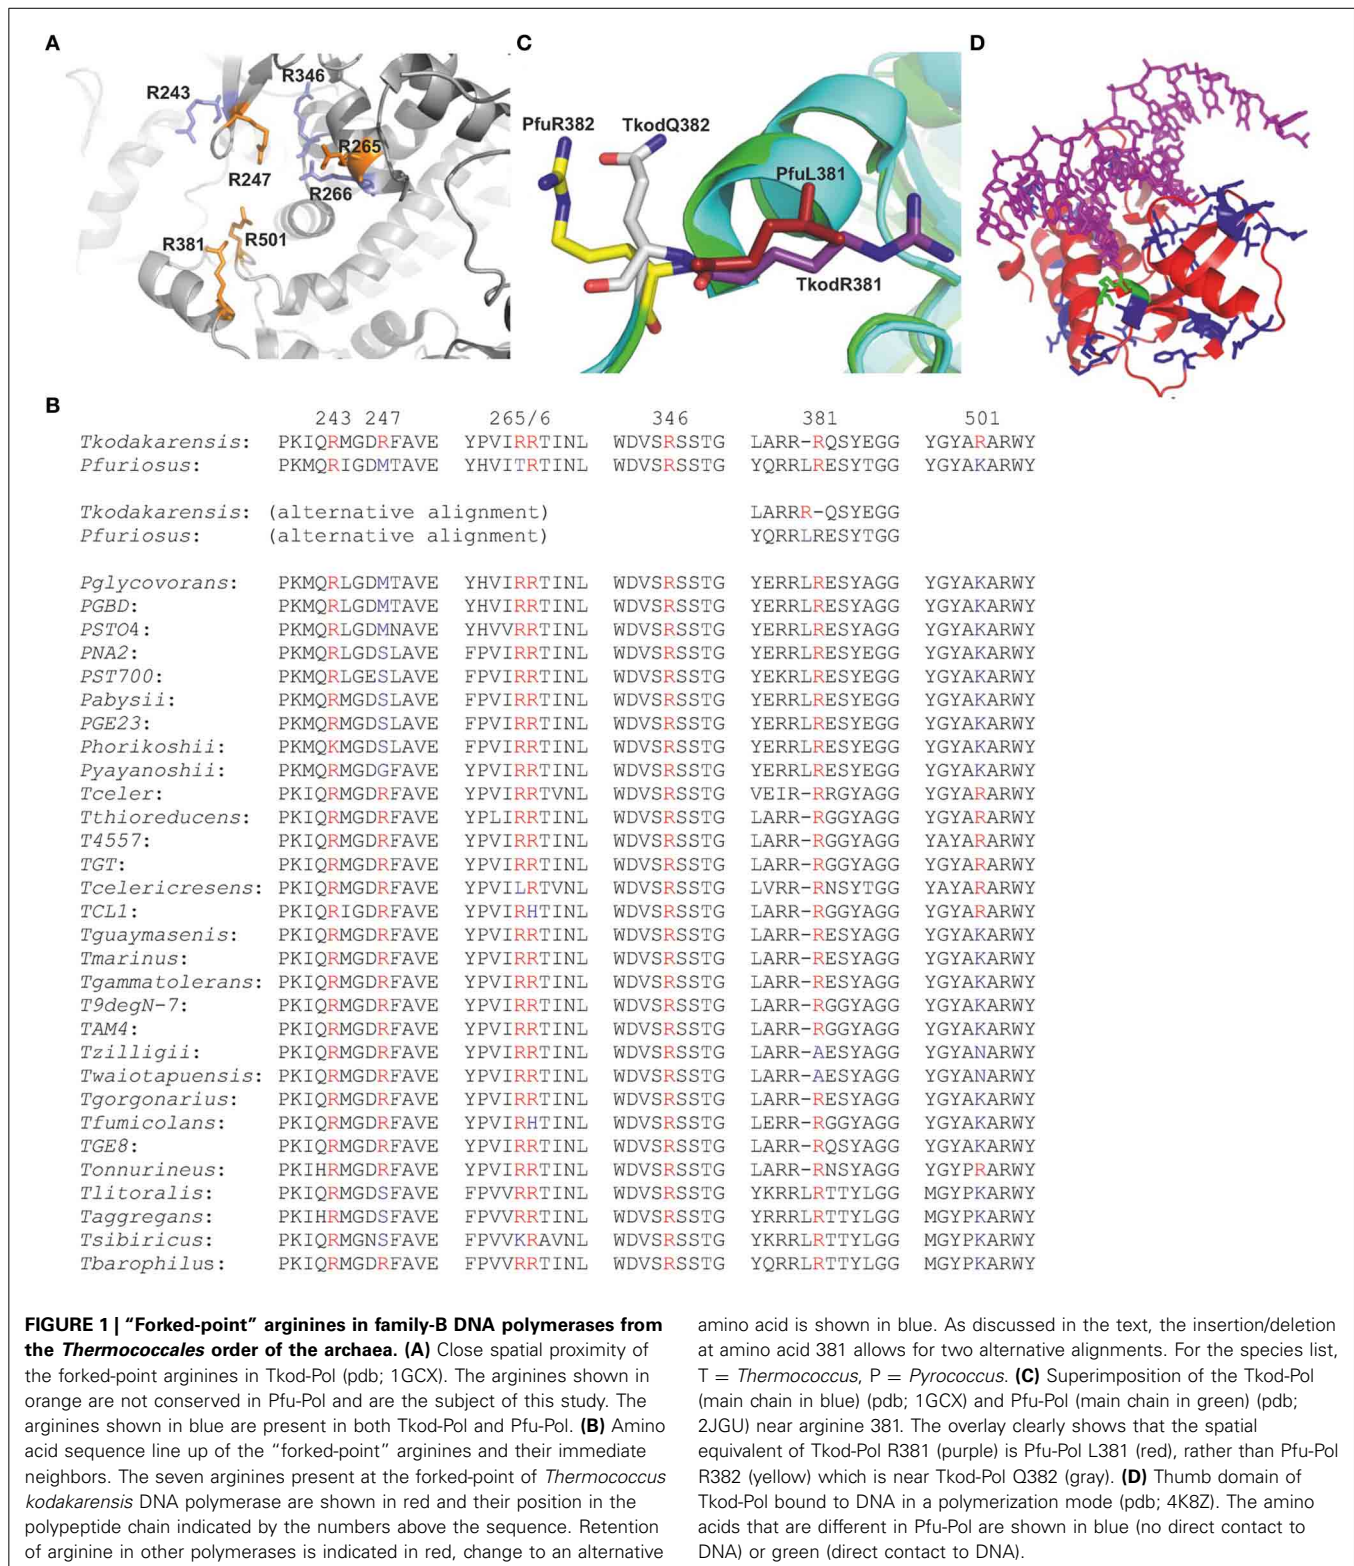 A
R243
R346
R265
R247
R266
R381
R501
C
PfuR382
TkodQ382
PfuL381
TkodR381
D
B
243 247 265/6 346 381 501
Tkodakarensis: PKIQRMGDRFAVE YPVIRRTINL WDVSRSSTG LARR-RQSYEGG YGYARARWY
Pfuriosus: PKMQRIGDMTAVE YHVITRTINL WDVSRSSTG YQRRLRESYTGG YGYAKARWY
Tkodakarensis: (alternative alignment) LARRR-QSYEGG
Pfuriosus: (alternative alignment) YQRRLRESYTGG
Pglycovorans: PKMQRLGDMTAVE YHVIRRTINL WDVSRSSTG YERRLRESYAGG YGYAKARWY
PGBD: PKMQRLGDMTAVE YHVIRRTINL WDVSRSSTG YERRLRESYAGG YGYAKARWY
PSTO4: PKMQRLGDMNAVE YHVVRRTINL WDVSRSSTG YERRLRESYAGG YGYAKARWY
PNA2: PKMQRLGDSLAVE FPVIRRTINL WDVSRSSTG YERRLRESYAGG YGYAKARWY
PST700: PKMQRLGESLAVE FPVIRRTINL WDVSRSSTG YEKRLRESYAGG YGYAKARWY
Pabysii: PKMQRMGDSLAVE FPVIRRTINL WDVSRSSTG YERRLRESYEGG YGYAKARWY
PGE23: PKMQRMGDSLAVE FPVIRRTINL WDVSRSSTG YERRLRESYEGG YGYAKARWY
Phorikoshii: PKMQKMGDSLAVE FPVIRRTINL WDVSRSSTG YERRLRESYEGG YGYAKARWY
Pyayanoshii: PKMQRMGDGFAVE YPVIRRTINL WDVSRSSTG YERRLRESYEGG YGYAKARWY
Tceler: PKIQRMGDRFAVE YPVIRRTVNL WDVSRSSTG VEIR-RRGYAGG YGYARARWY
Tthioreducens: PKIQRMGDRFAVE YPLIRRTINL WDVSRSSTG LARR-RGGYAGG YGYARARWY
T4557: PKIQRMGDRFAVE YPVIRRTINL WDVSRSSTG LARR-RGGYAGG YAYARARWY
TGT: PKIQRMGDRFAVE YPVIRRTINL WDVSRSSTG LARR-RGGYAGG YGYARARWY
Tcelericresens: PKIQRMGDRFAVE YPVILRTVNL WDVSRSSTG LVRR-RNSYTGG YAYARARWY
TCL1: PKIQRIGDRFAVE YPVIRHTINL WDVSRSSTG LARR-RGGYAGG YGYARARWY
Tguaymasenis: PKIQRMGDRFAVE YPVIRRTINL WDVSRSSTG LARR-RESYAGG YGYAKARWY
Tmarinus: PKIQRMGDRFAVE YPVIRRTINL WDVSRSSTG LARR-RESYAGG YGYAKARWY
Tgammatolerans: PKIQRMGDRFAVE YPVIRRTINL WDVSRSSTG LARR-RESYAGG YGYAKARWY
T9degN-7: PKIQRMGDRFAVE YPVIRRTINL WDVSRSSTG LARR-RGGYAGG YGYAKARWY
TAM4: PKIQRMGDRFAVE YPVIRRTINL WDVSRSSTG LARR-RGGYAGG YGYAKARWY
Tzilligii: PKIQRMGDRFAVE YPVIRRTINL WDVSRSSTG LARR-AESYAGG YGYANARWY
Twaiotapuensis: PKIQRMGDRFAVE YPVIRRTINL WDVSRSSTG LARR-AESYAGG YGYANARWY
Tgorgonarius: PKIQRMGDRFAVE YPVIRRTINL WDVSRSSTG LARR-RESYAGG YGYAKARWY
Tfumicolans: PKIQRMGDRFAVE YPVIRHTINL WDVSRSSTG LERR-RGGYAGG YGYAKARWY
TGE8: PKIQRMGDRFAVE YPVIRRTINL WDVSRSSTG LARR-RQSYAGG YGYAKARWY
Tonnurineus: PKIHRMGDRFAVE YPVIRRTINL WDVSRSSTG LARR-RNSYAGG YGYPRARWY
Tlitoralis: PKIQRMGDSFAVE FPVVRRTINL WDVSRSSTG YKRRLRTTYLGG MGYPKARWY
Taggregans: PKIHRMGDSFAVE FPVVRRTINL WDVSRSSTG YRRRLRTTYLGG MGYPKARWY
Tsibiricus: PKIQRMGNSFAVE FPVVKRAVNL WDVSRSSTG YKRRLRTTYLGG MGYPKARWY
Tbarophilus: PKIQRMGDRFAVE FPVVRRTINL WDVSRSSTG YQRRLRTTYLGG MGYPKARWY
FIGURE 1 | “Forked-point” arginines in family-B DNA polymerases from
the Thermococcales order of the archaea. (A) Close spatial proximity of
the forked-point arginines in Tkod-Pol (pdb; 1GCX). The arginines shown in
orange are not conserved in Pfu-Pol and are the subject of this study. The
arginines shown in blue are present in both Tkod-Pol and Pfu-Pol. (B) Amino
acid sequence line up of the “forked-point” arginines and their immediate
neighbors. The seven arginines present at the forked-point of Thermococcus
kodakarensis DNA polymerase are shown in red and their position in the
polypeptide chain indicated by the numbers above the sequence. Retention
of arginine in other polymerases is indicated in red, change to an alternative
amino acid is shown in blue. As discussed in the text, the insertion/deletion
at amino acid 381 allows for two alternative alignments. For the species list,
T = Thermococcus, P = Pyrococcus. (C) Superimposition of the Tkod-Pol
(main chain in blue) (pdb; 1GCX) and Pfu-Pol (main chain in green) (pdb;
2JGU) near arginine 381. The overlay clearly shows that the spatial
equivalent of Tkod-Pol R381 (purple) is Pfu-Pol L381 (red), rather than Pfu-Pol
R382 (yellow) which is near Tkod-Pol Q382 (gray). (D) Thumb domain of
Tkod-Pol bound to DNA in a polymerization mode (pdb; 4K8Z). The amino
acids that are different in Pfu-Pol are shown in blue (no direct contact to
DNA) or green (direct contact to DNA).